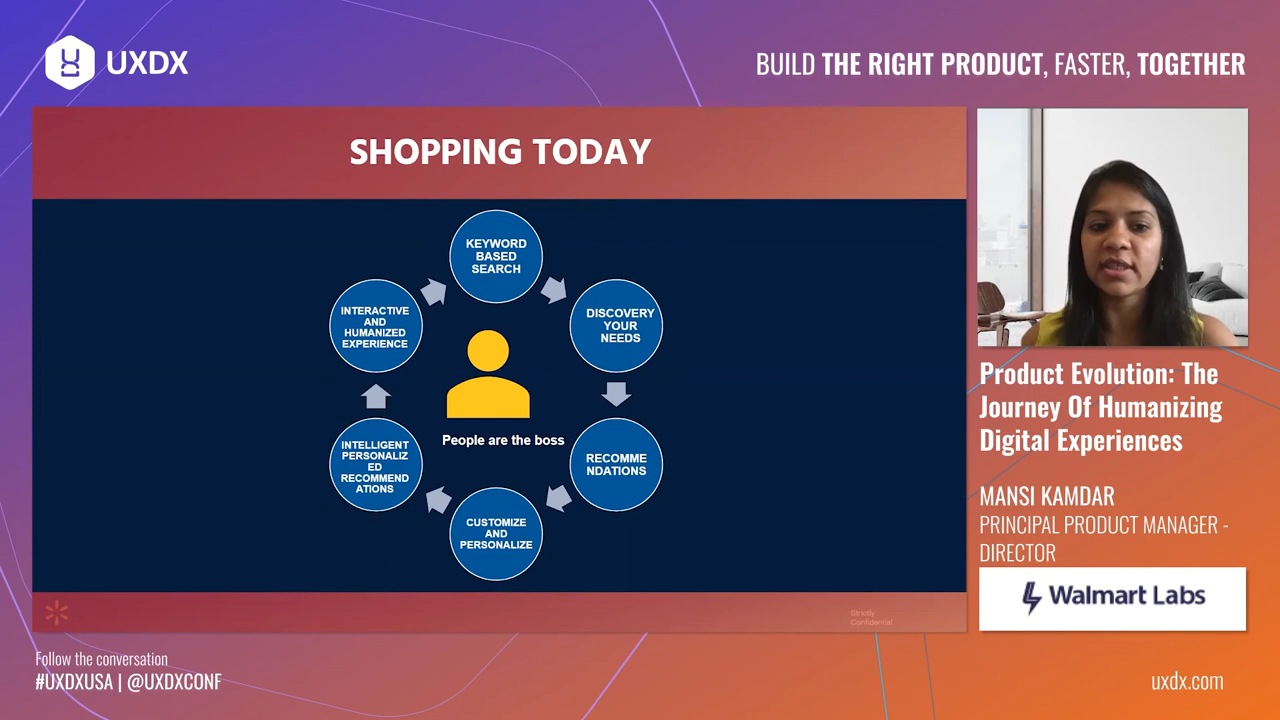 UXDX
BUILD THE RIGHT PRODUCT, FASTER, TOGETHER
SHOPPING TODAY
KEYWORD
BASED
SEARCH
DISCOVERY
YOUR
NEEDS
RECOMME
NDATIONS
CUSTOMIZE
AND
PERSONALIZE
INTELLIGENT
PERSONALIZ
ED
RECOMMEND
ATIONS
INTERACTIVE
AND
HUMANIZED
EXPERIENCE
People are the boss
Strictly
Confidential
Product Evolution: The
Journey Of Humanizing
Digital Experiences
MANSI KAMDAR
PRINCIPAL PRODUCT MANAGER -
DIRECTOR
Walmart Labs
Follow the conversation
#UXDXUSA | @UXDXCONF
uxdx.com